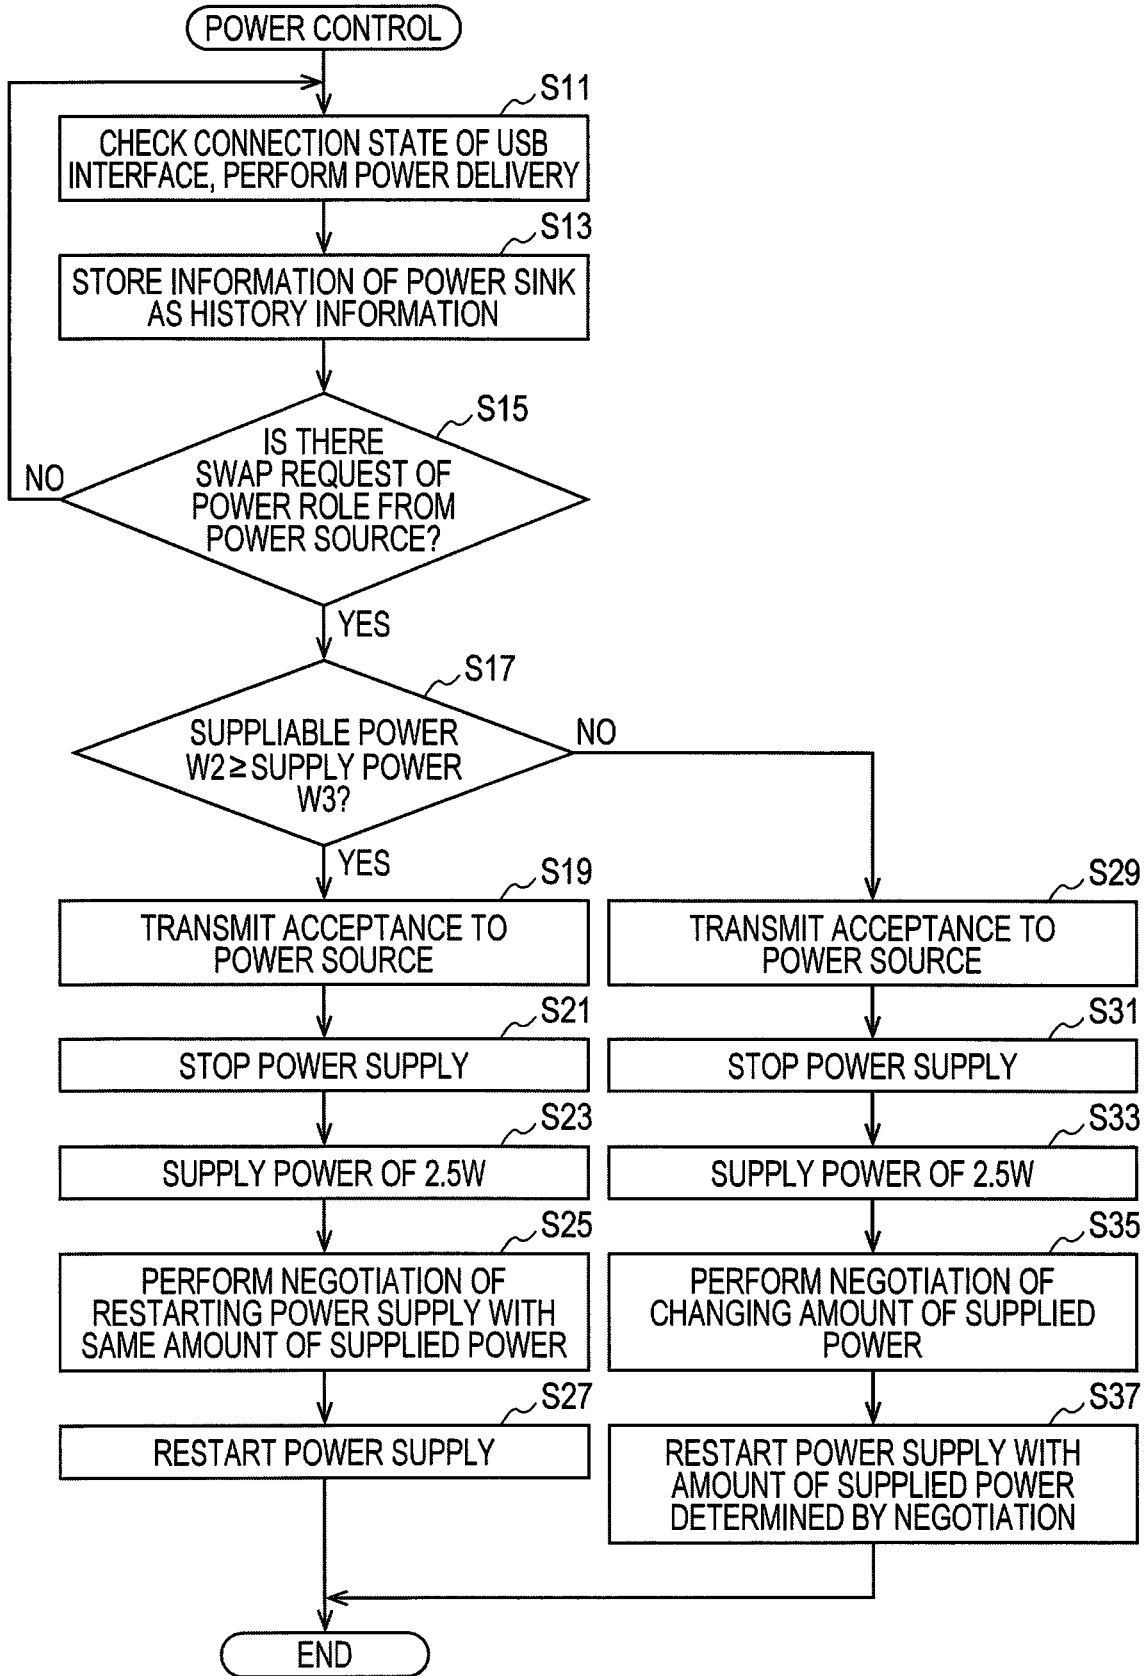 POWER CONTROL
S11
CHECK CONNECTION STATE OF USB
INTERFACE, PERFORM POWER DELIVERY
S13
STORE INFORMATION OF POWER SINK
AS HISTORY INFORMATION
S15
IS THERE
SWAP REQUEST OF
POWER ROLE FROM
POWER SOURCE?
NO
YES
S17
SUPPLIABLE POWER
W2≥SUPPLY POWER
W3?
NO
YES
S19
TRANSMIT ACCEPTANCE TO
POWER SOURCE
S21
STOP POWER SUPPLY
S23
SUPPLY POWER OF 2.5W
S25
PERFORM NEGOTIATION OF
RESTARTING POWER SUPPLY WITH
SAME AMOUNT OF SUPPLIED POWER
S27
RESTART POWER SUPPLY
S29
TRANSMIT ACCEPTANCE TO
POWER SOURCE
S31
STOP POWER SUPPLY
S33
SUPPLY POWER OF 2.5W
S35
PERFORM NEGOTIATION OF
CHANGING AMOUNT OF SUPPLIED
POWER
S37
RESTART POWER SUPPLY WITH
AMOUNT OF SUPPLIED POWER
DETERMINED BY NEGOTIATION
END